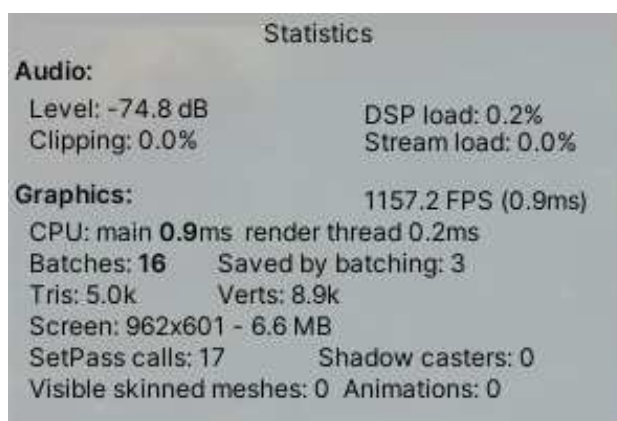 Statistics
Audio:
Level: -74.8 dB DSP load: 0.2%
Clipping: 0.0% Stream load: 0.0%
Graphics: 1157.2 FPS (0.9ms)
CPU: main 0.9ms render thread 0.2ms
Batches: 16 Saved by batching: 3
Tris: 5.0k Verts: 8.9k
Screen: 962x601 - 6.6 MB
SetPass calls: 17 Shadow casters: 0
Visible skinned meshes: 0 Animations: 0